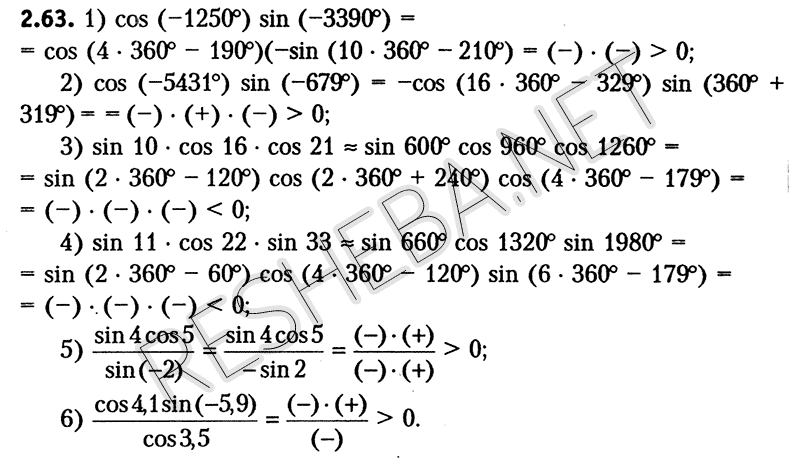 2.63. 1) cos (−1250°) sin (−3390°) =
= cos (4 · 360° − 190°)(−sin (10 · 360° − 210°) = (−) · (−) > 0;
2) cos (−5431°) sin (−679°) = −cos (16 · 360° − 329°) sin (360° +
319°) = = (−) · (+) · (−) > 0;
3) sin 10 · cos 16 · cos 21 ≈ sin 600° cos 960° cos 1260° =
= sin (2 · 360° − 120°) cos (2 · 360° + 240°) cos (4 · 360° − 179°) =
= (−) · (−) · (−) < 0;
4) sin 11 · cos 22 · sin 33 ≈ sin 660° cos 1320° sin 1980° =
= sin (2 · 360° − 60°) cos (4 · 360° − 120°) sin (6 · 360° − 179°) =
= (−) · (−) · (−) < 0;
5) sin 4 cos 5 / sin(−2) = sin 4 cos 5 / −sin 2 = (−) · (+) / (−) · (+) > 0;
6) cos 4,1 sin(−5,9) / cos 3,5 = (−) · (+) / (−) > 0.
RESHEBA.NET